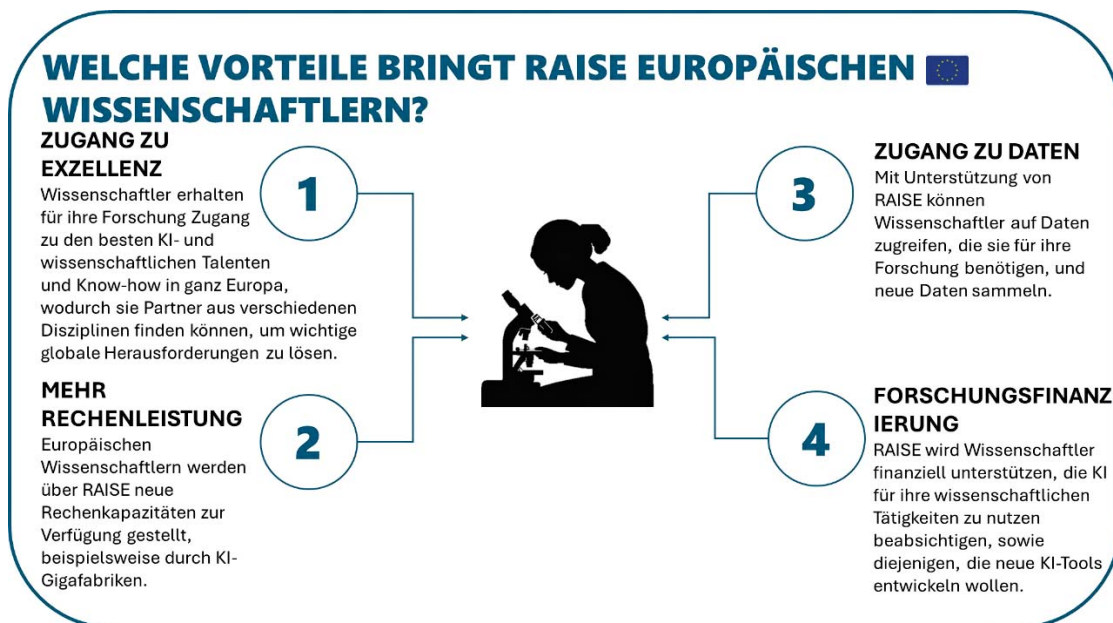 WELCHE VORTEILE BRINGT RAISE EUROPÄISCHEN
WISSENSCHAFTLERN?
ZUGANG ZU
EXZELLENZ
Wissenschaftler erhalten
für ihre Forschung Zugang
zu den besten KI- und
wissenschaftlichen Talenten
und Know-how in ganz Europa,
wodurch sie Partner aus verschiedenen
Disziplinen finden können, um wichtige
globale Herausforderungen zu lösen.
1
MEHR
RECHENLEISTUNG
Europäischen
Wissenschaftlern werden
über RAISE neue
Rechenkapazitäten zur
Verfügung gestellt,
beispielsweise durch KI-
Gigafabriken.
2
3
ZUGANG ZU DATEN
Mit Unterstützung von
RAISE können
Wissenschaftler auf Daten
zugreifen, die sie für ihre
Forschung benötigen, und
neue Daten sammeln.
4
FORSCHUNGSFINANZ
IERUNG
RAISE wird Wissenschaftler
finanziell unterstützen, die KI
für ihre wissenschaftlichen
Tätigkeiten zu nutzen
beabsichtigen, sowie
diejenigen, die neue KI-Tools
entwickeln wollen.